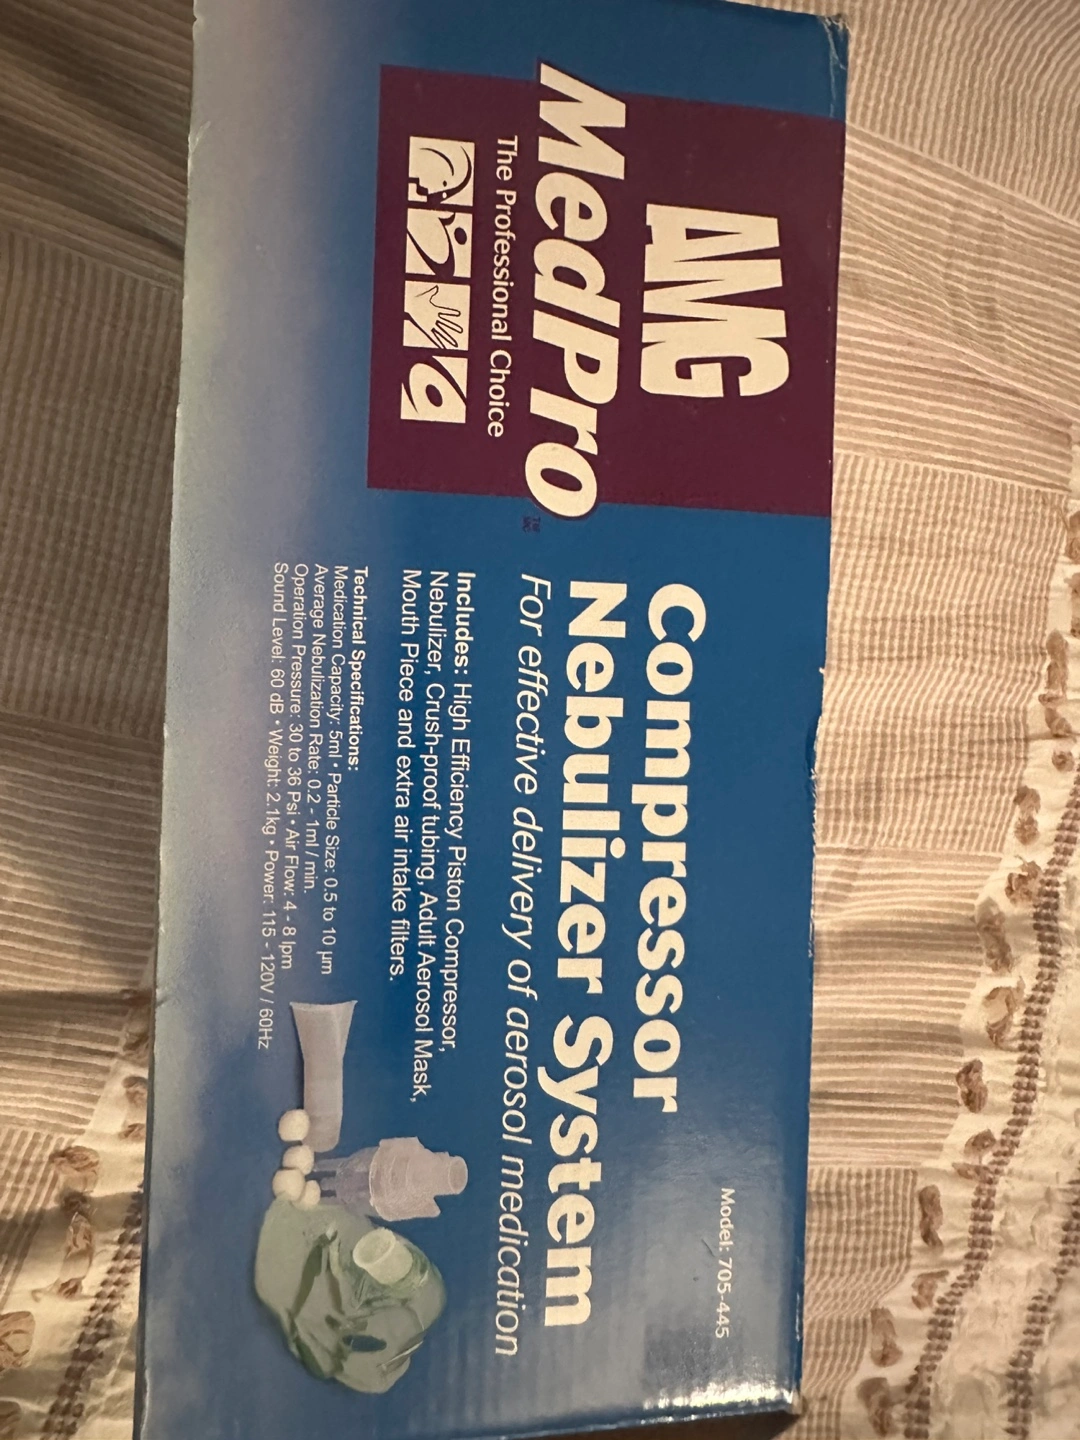 AMG
MedPro™
The Professional Choice
Model: 705-445
Compressor
Nebulizer System
For effective delivery of aerosol medication
Includes: High Efficiency Piston Compressor,
Nebulizer, Crush-proof tubing, Adult Aerosol Mask,
Mouth Piece and extra air intake filters.
Technical Specifications:
Medication Capacity: 5ml • Particle Size: 0.5 to 10 µm
Average Nebulization Rate: 0.2 - 1ml / min.
Operation Pressure: 30 to 36 Psi • Air Flow: 4 - 8 lpm
Sound Level: 60 dB • Weight: 2.1kg • Power: 115 - 120V / 60Hz